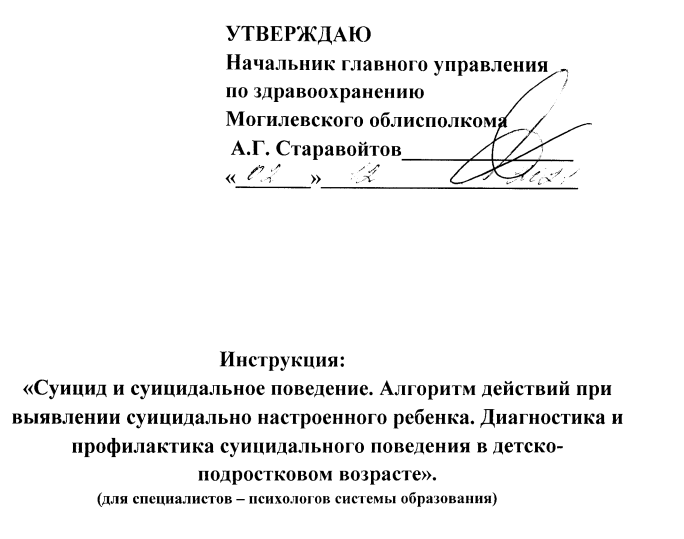 УТВЕРЖДАЮ
Начальник главного управления
по здравоохранению
Могилевского облисполкома
А.Г. Старавойтов__________________
«02» 12 2021
Инструкция:
«Суицид и суицидальное поведение. Алгоритм действий при
выявлении суицидально настроенного ребенка. Диагностика и
профилактика суицидального поведения в детско-
подростковом возрасте».
(для специалистов – психологов системы образования)